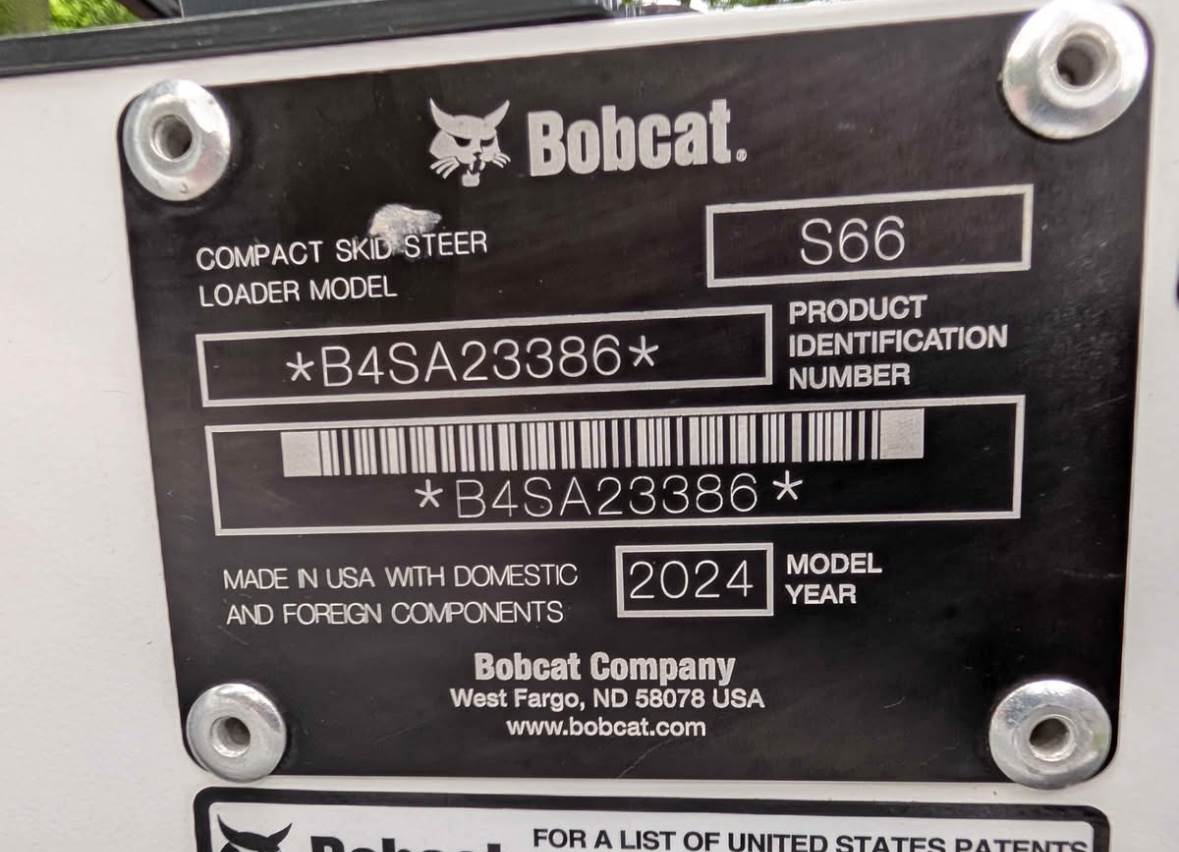 Bobcat®
COMPACT SKID STEER
LOADER MODEL
S66
*B4SA23386*
PRODUCT
IDENTIFICATION
NUMBER
*B4SA23386*
MADE IN USA WITH DOMESTIC
AND FOREIGN COMPONENTS
2024
MODEL
YEAR
Bobcat Company
West Fargo, ND 58078 USA
www.bobcat.com
Bobcat
FOR A LIST OF UNITED STATES PATENTS